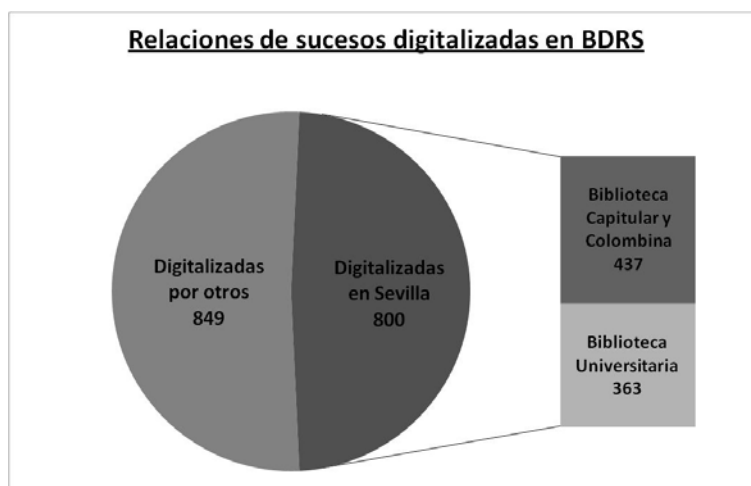 Relaciones de sucesos digitalizadas en BDRS
Digitalizadas
por otros
849
Digitalizadas
en Sevilla
800
Biblioteca
Capitular y
Colombina
437
Biblioteca
Universitaria
363